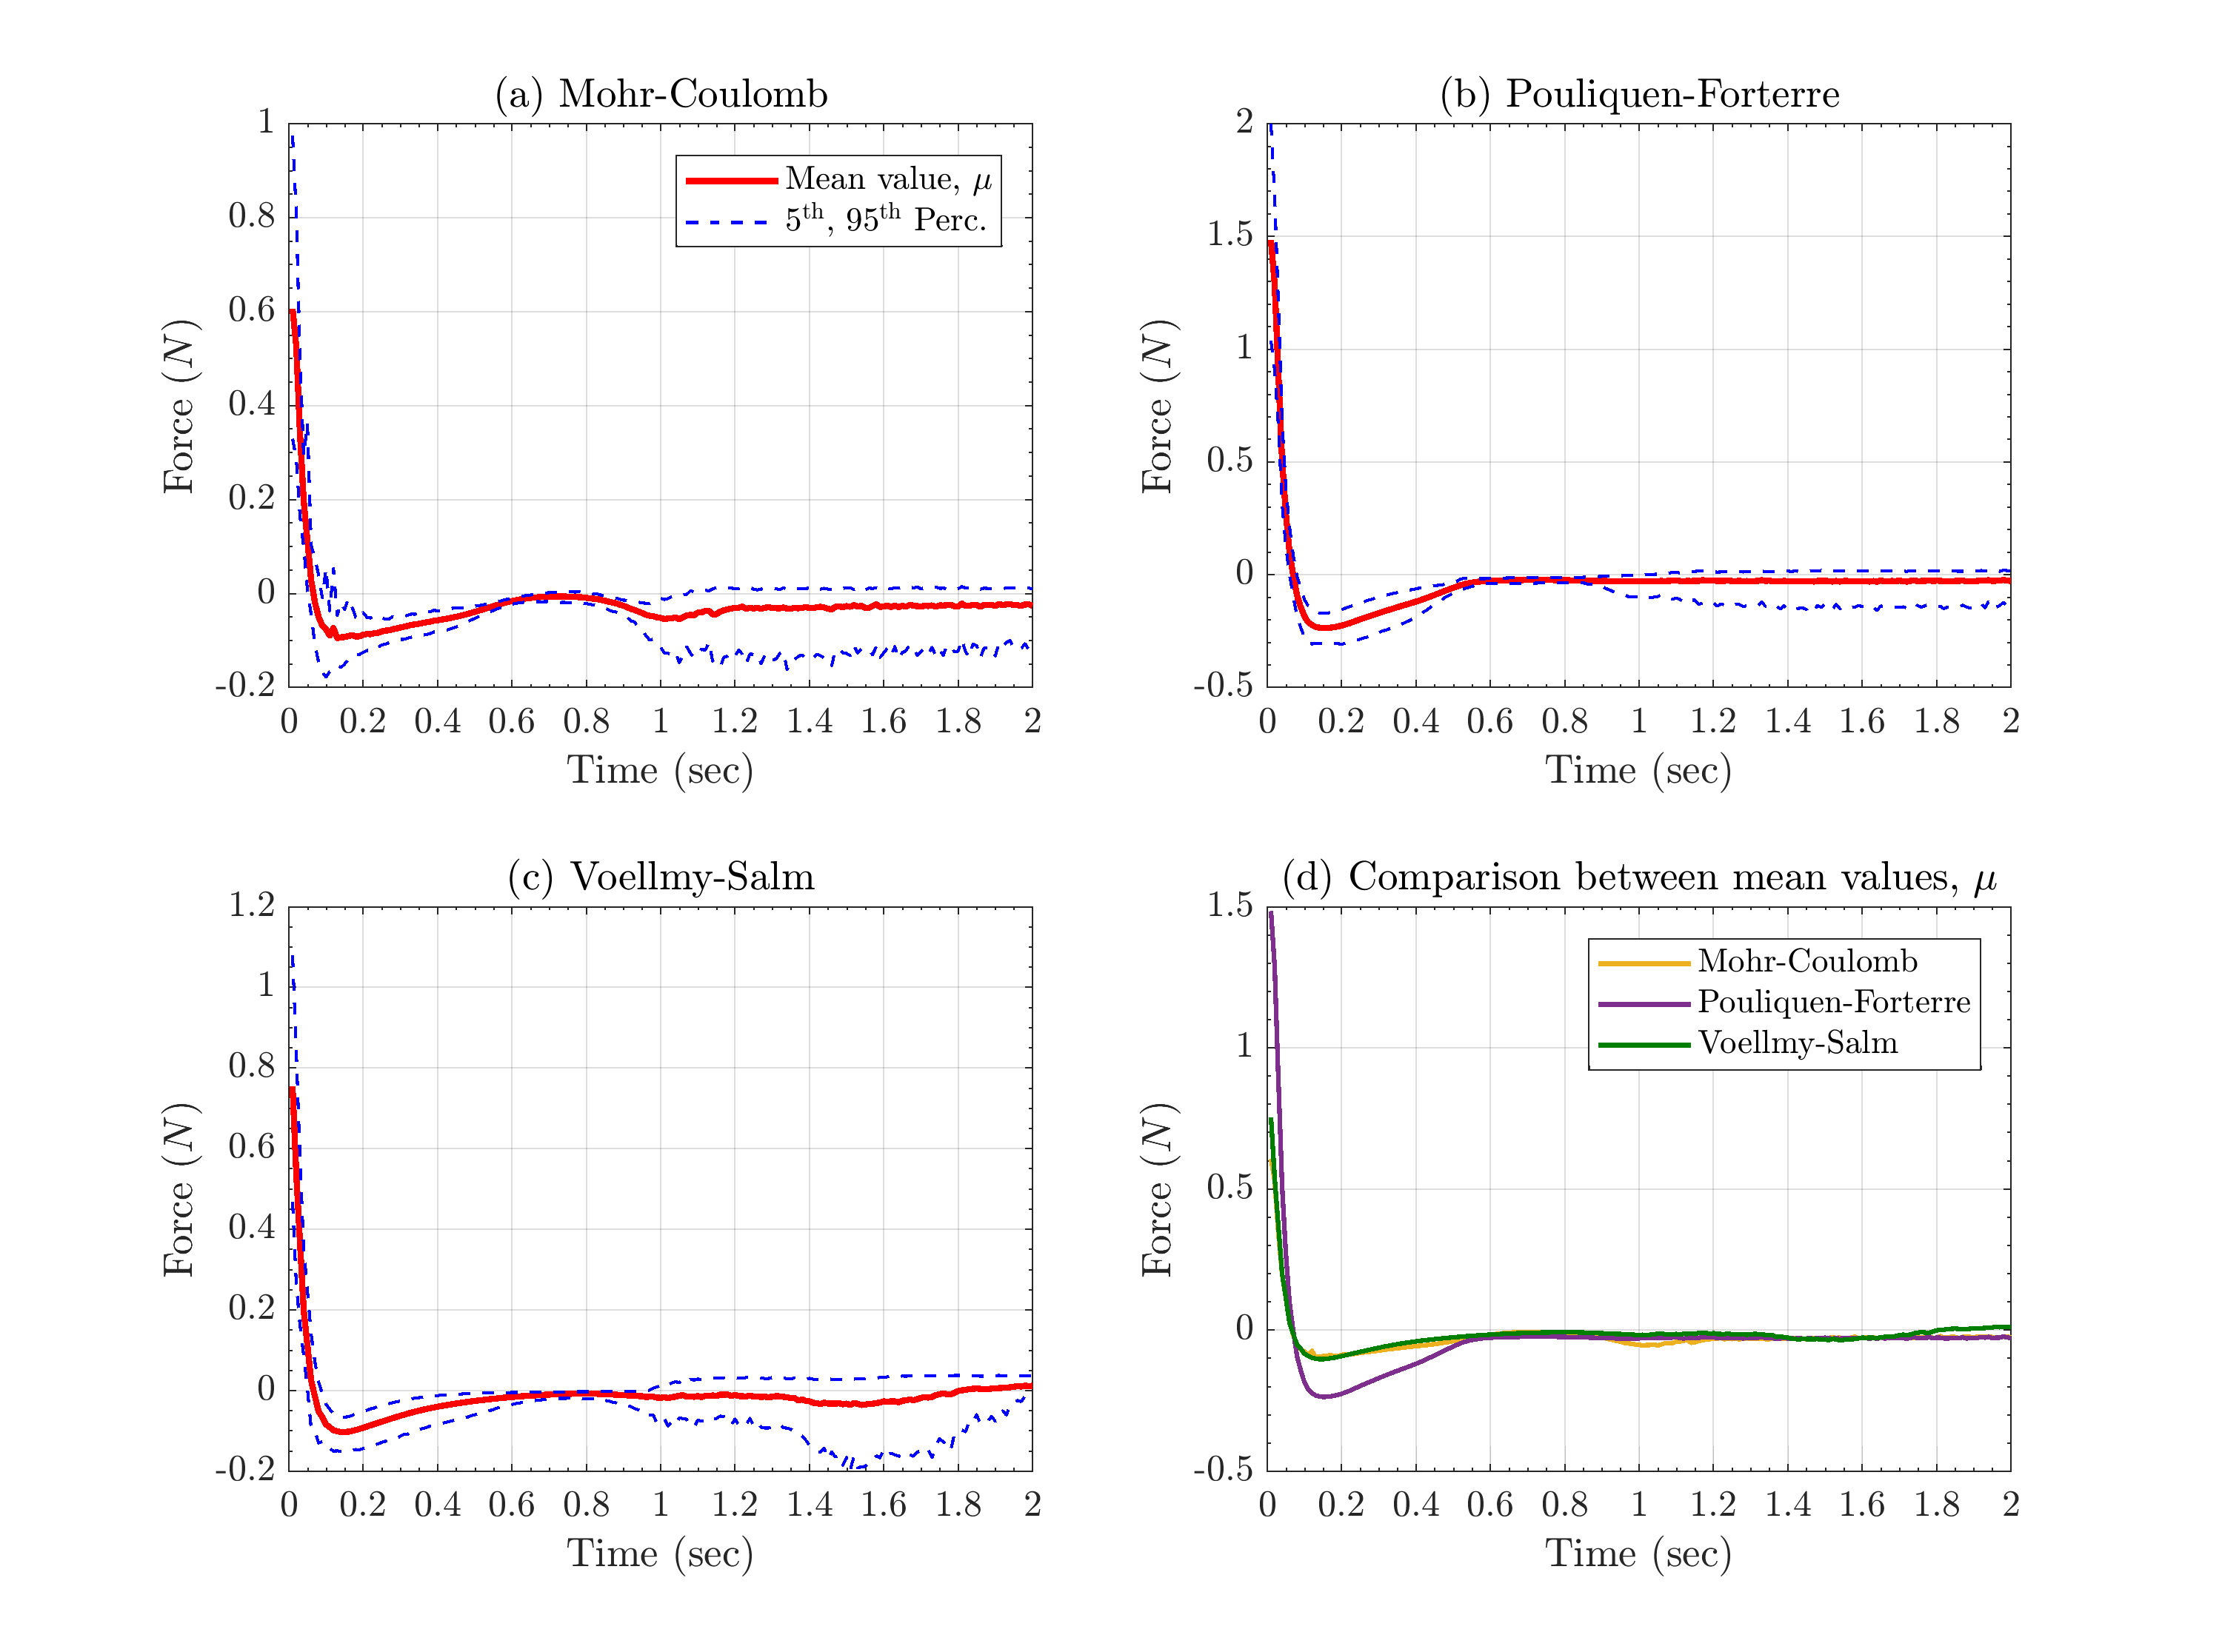 (a) Mohr-Coulomb
1
0.8
0.6
0.4
0.2
0
-0.2
Force (N)
Mean value, μ
5th, 95th Perc.
0 0.2 0.4 0.6 0.8 1 1.2 1.4 1.6 1.8 2
Time (sec)
(b) Pouliquen-Forterre
2
1.5
1
0.5
0
-0.5
Force (N)
0 0.2 0.4 0.6 0.8 1 1.2 1.4 1.6 1.8 2
Time (sec)
(c) Voellmy-Salm
1.2
1
0.8
0.6
0.4
0.2
0
-0.2
Force (N)
0 0.2 0.4 0.6 0.8 1 1.2 1.4 1.6 1.8 2
Time (sec)
(d) Comparison between mean values, μ
1.5
1
0.5
0
-0.5
Force (N)
Mohr-Coulomb
Pouliquen-Forterre
Voellmy-Salm
0 0.2 0.4 0.6 0.8 1 1.2 1.4 1.6 1.8 2
Time (sec)